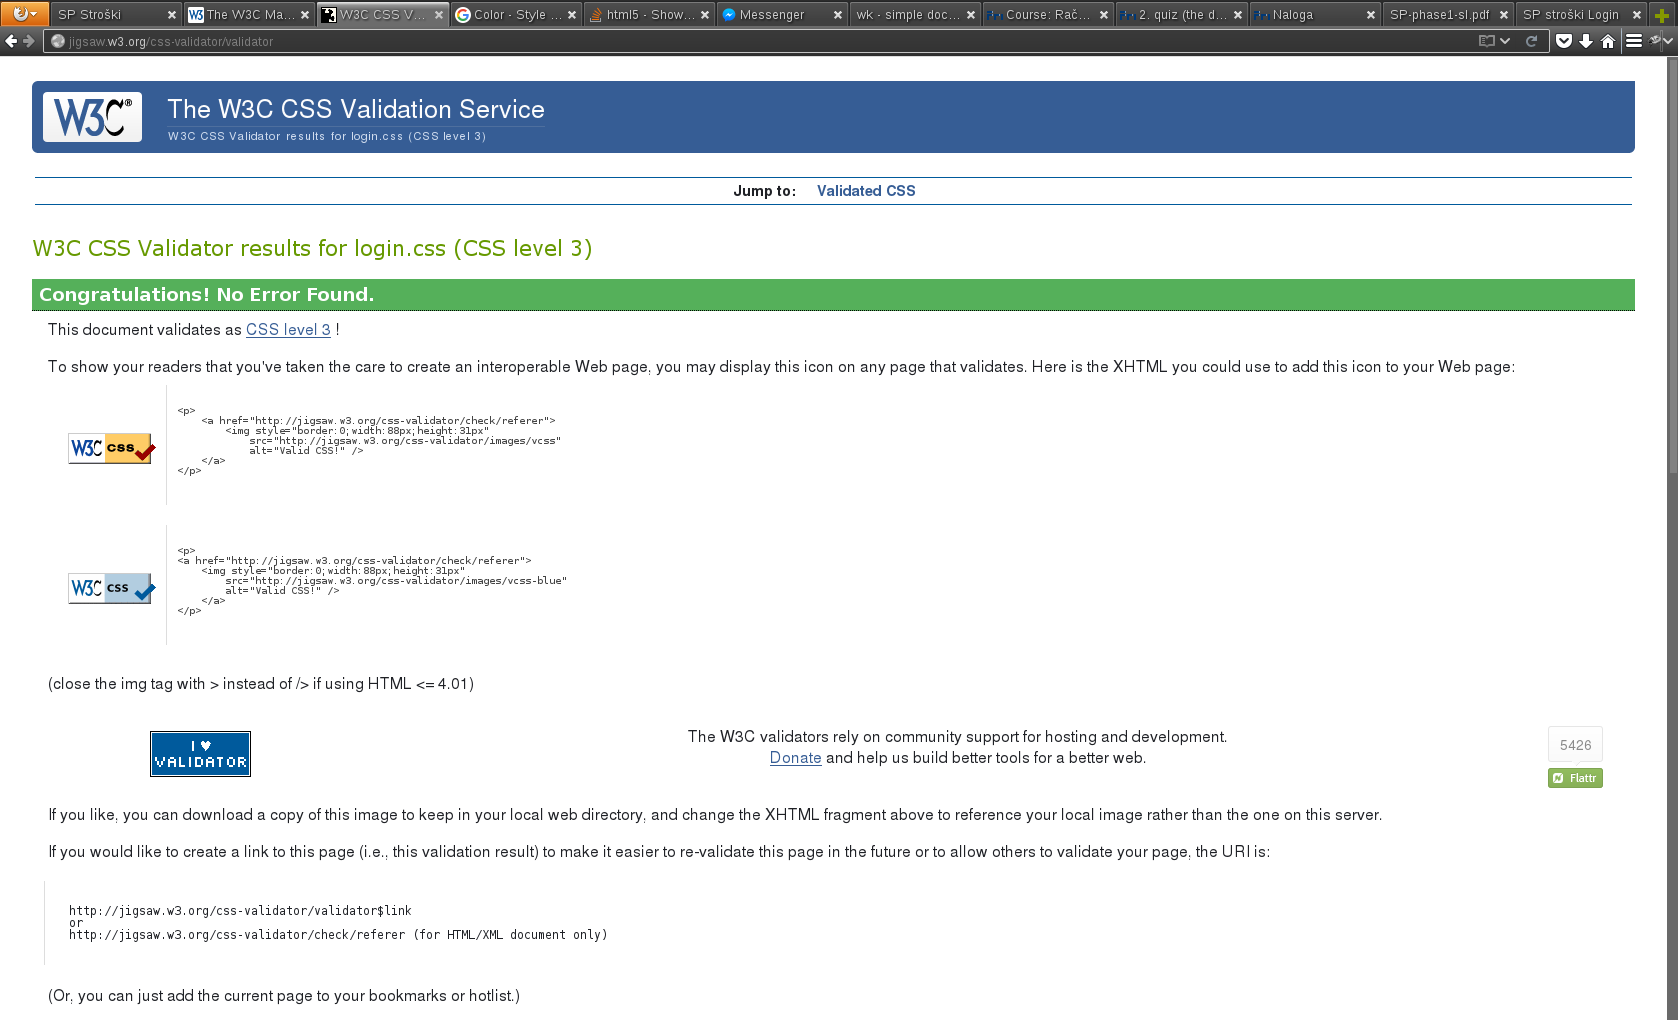 SP Stroški
The W3C Ma...
W3C CSS V...
Color - Style ...
html5 - Show...
Messenger
wk - simple doc...
Course: Rač...
2. quiz (the d...
Naloga
SP-phase1-sl.pdf
SP stroški Login
jigsaw.w3.org/css-validator/validator
W3C®
The W3C CSS Validation Service
W3C CSS Validator results for login.css (CSS level 3)
Jump to: Validated CSS
W3C CSS Validator results for login.css (CSS level 3)
Congratulations! No Error Found.
This document validates as CSS level 3 !
To show your readers that you've taken the care to create an interoperable Web page, you may display this icon on any page that validates. Here is the XHTML you could use to add this icon to your Web page:
W3C css
<p>
<a href="http://jigsaw.w3.org/css-validator/check/referer">
<img style="border:0;width:88px;height:31px"
src="http://jigsaw.w3.org/css-validator/images/vcss"
alt="Valid CSS!" />
</a>
</p>
W3C css
<p>
<a href="http://jigsaw.w3.org/css-validator/check/referer">
<img style="border:0;width:88px;height:31px"
src="http://jigsaw.w3.org/css-validator/images/vcss-blue"
alt="Valid CSS!" />
</a>
</p>
(close the img tag with > instead of /> if using HTML <= 4.01)
I ♥
VALIDATOR
The W3C validators rely on community support for hosting and development.
Donate and help us build better tools for a better web.
5426
Flattr
If you like, you can download a copy of this image to keep in your local web directory, and change the XHTML fragment above to reference your local image rather than the one on this server.
If you would like to create a link to this page (i.e., this validation result) to make it easier to re-validate this page in the future or to allow others to validate your page, the URI is:
http://jigsaw.w3.org/css-validator/validator$link
or
http://jigsaw.w3.org/css-validator/check/referer (for HTML/XML document only)
(Or, you can just add the current page to your bookmarks or hotlist.)